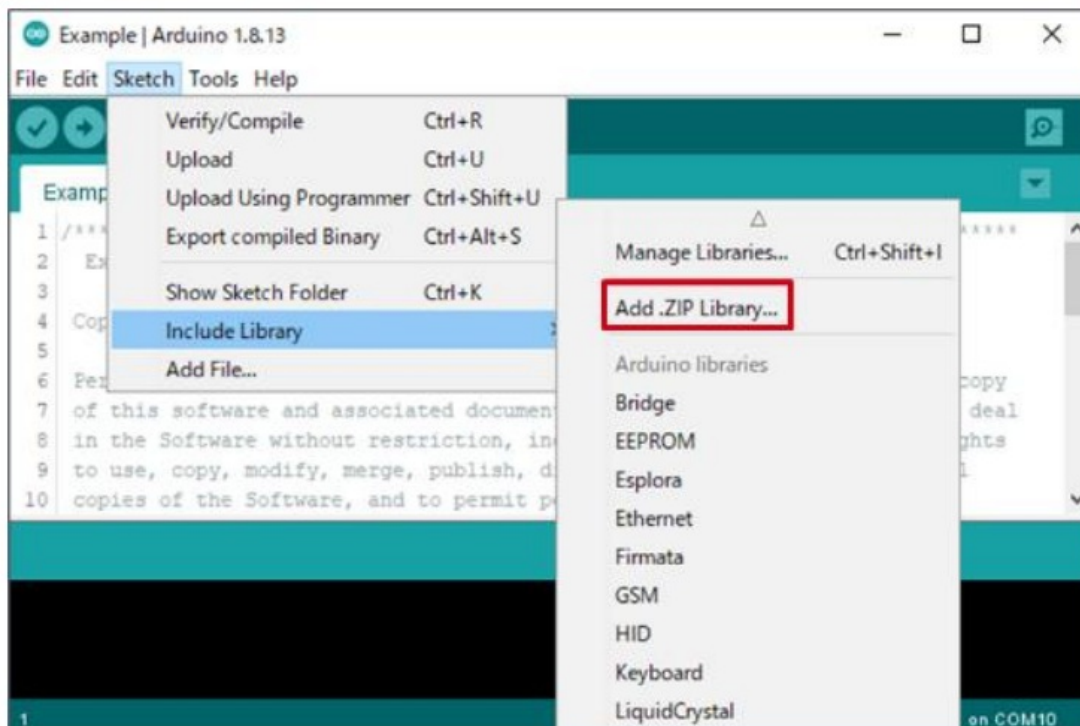 Example | Arduino 1.8.13
File Edit Sketch Tools Help
Verify/Compile Ctrl+R
Upload Ctrl+U
Upload Using Programmer Ctrl+Shift+U
Export compiled Binary Ctrl+Alt+S
Show Sketch Folder Ctrl+K
Include Library
Add File...
Manage Libraries... Ctrl+Shift+I
Add .ZIP Library...
Arduino libraries
Bridge
EEPROM
Esplora
Ethernet
Firmata
GSM
HID
Keyboard
LiquidCrystal
Examp
1 /****
2 Ex
3
4 Cop
5
6 Per copy
7 of this software and associated documen deal
8 in the Software without restriction, in ghts
9 to use, copy, modify, merge, publish, d l
10 copies of the Software, and to permit p
1 on COM10